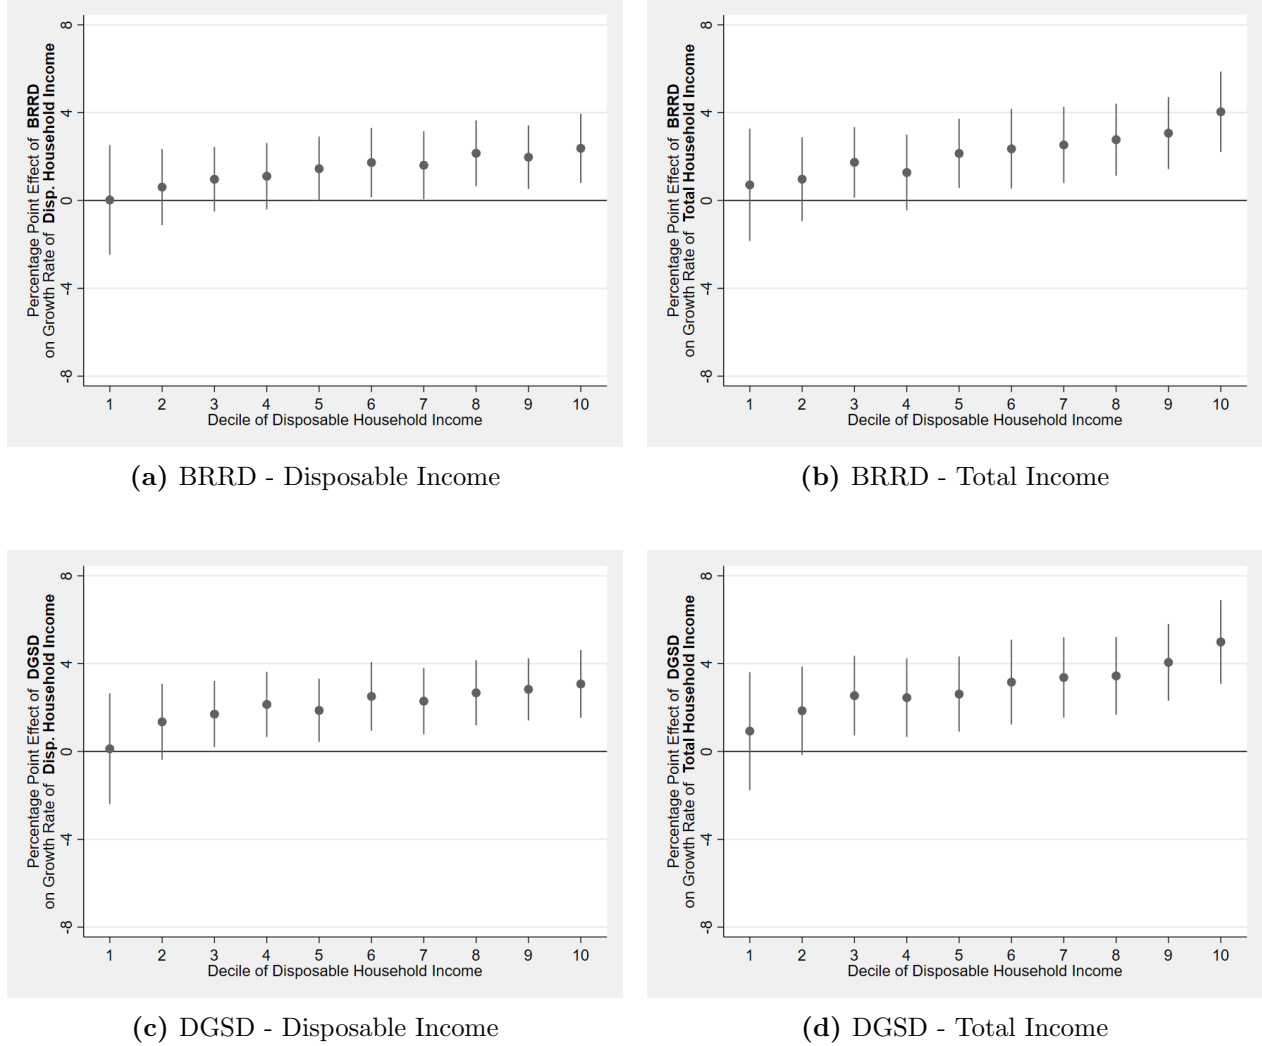 Percentage Point Effect of BRRD
on Growth Rate of Disp. Household Income
8
4
0
-4
-8
1 2 3 4 5 6 7 8 9 10
Decile of Disposable Household Income
(a) BRRD - Disposable Income
Percentage Point Effect of BRRD
on Growth Rate of Total Household Income
8
4
0
-4
-8
1 2 3 4 5 6 7 8 9 10
Decile of Disposable Household Income
(b) BRRD - Total Income
Percentage Point Effect of DGSD
on Growth Rate of Disp. Household Income
8
4
0
-4
-8
1 2 3 4 5 6 7 8 9 10
Decile of Disposable Household Income
(c) DGSD - Disposable Income
Percentage Point Effect of DGSD
on Growth Rate of Total Household Income
8
4
0
-4
-8
1 2 3 4 5 6 7 8 9 10
Decile of Disposable Household Income
(d) DGSD - Total Income